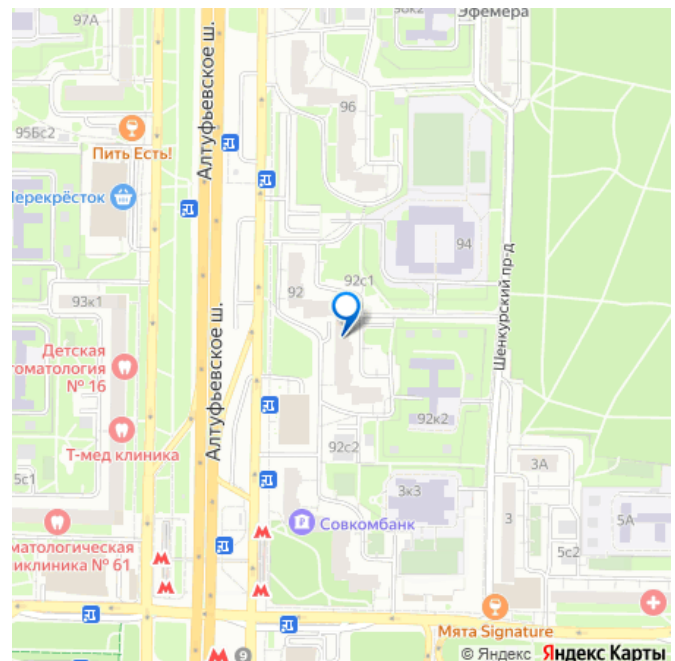 97А
Эфемера
Алтуфьевское ш.
96
95Бс2
Пить Есть!
Перекрёсток
94
92с1
92
93к1
Шенкурский пр-д
Детская
томатология
№ 16
Алтуфьевское ш.
92к2
Т-мед клиника
92с2
5с1
3А
3к3
3
5А
Совкомбанк
матологическая
иклиника № 61
5с2
Мята Signature
9
© Яндекс Яндекс Карты